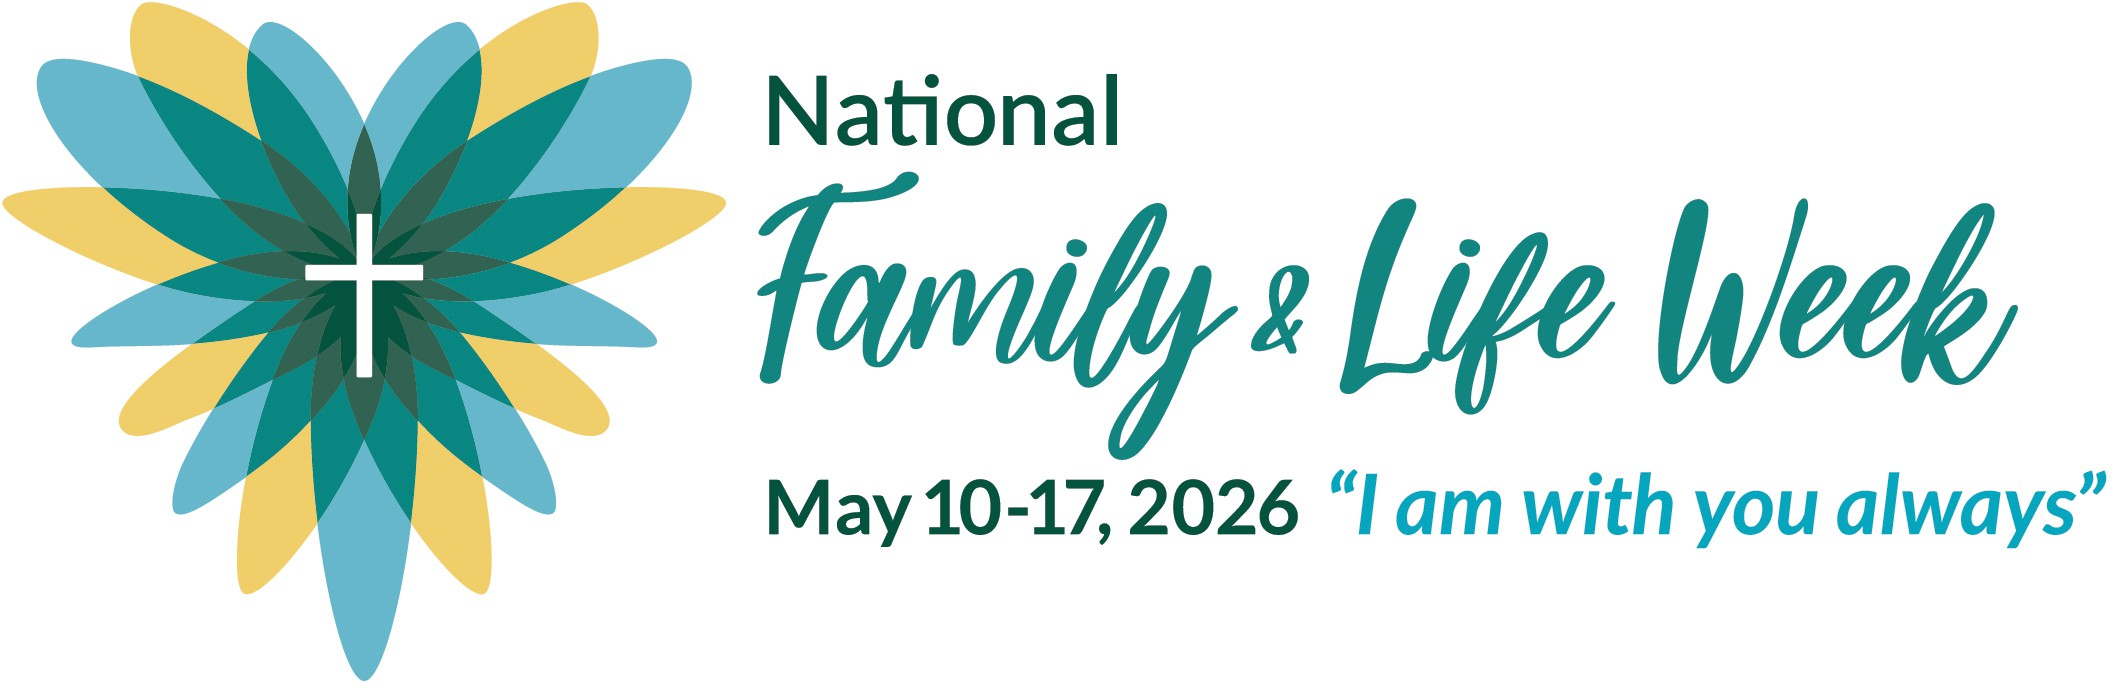 National
Family & Life Week
May 10-17, 2026 “I am with you always”